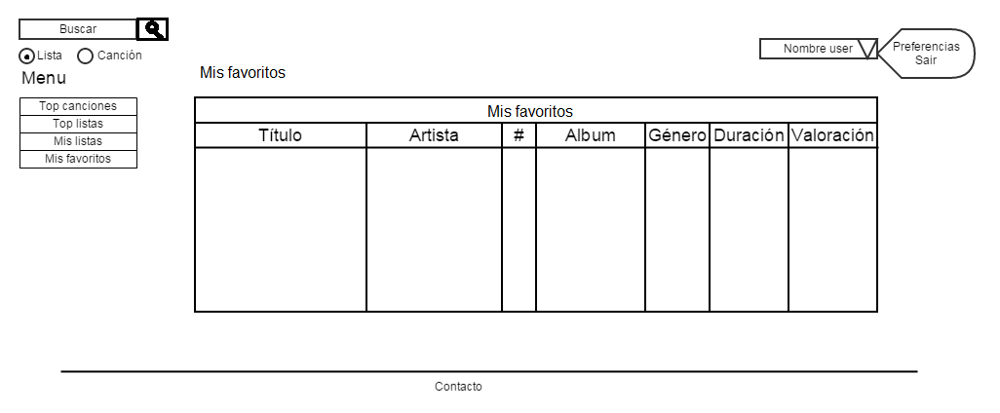 Buscar
Lista Canción
Menu
Top canciones
Top listas
Mis listas
Mis favoritos
Nombre user
Preferencias
Sair
Mis favoritos
Mis favoritos
Título Artista # Album Género Duración Valoración
Contacto